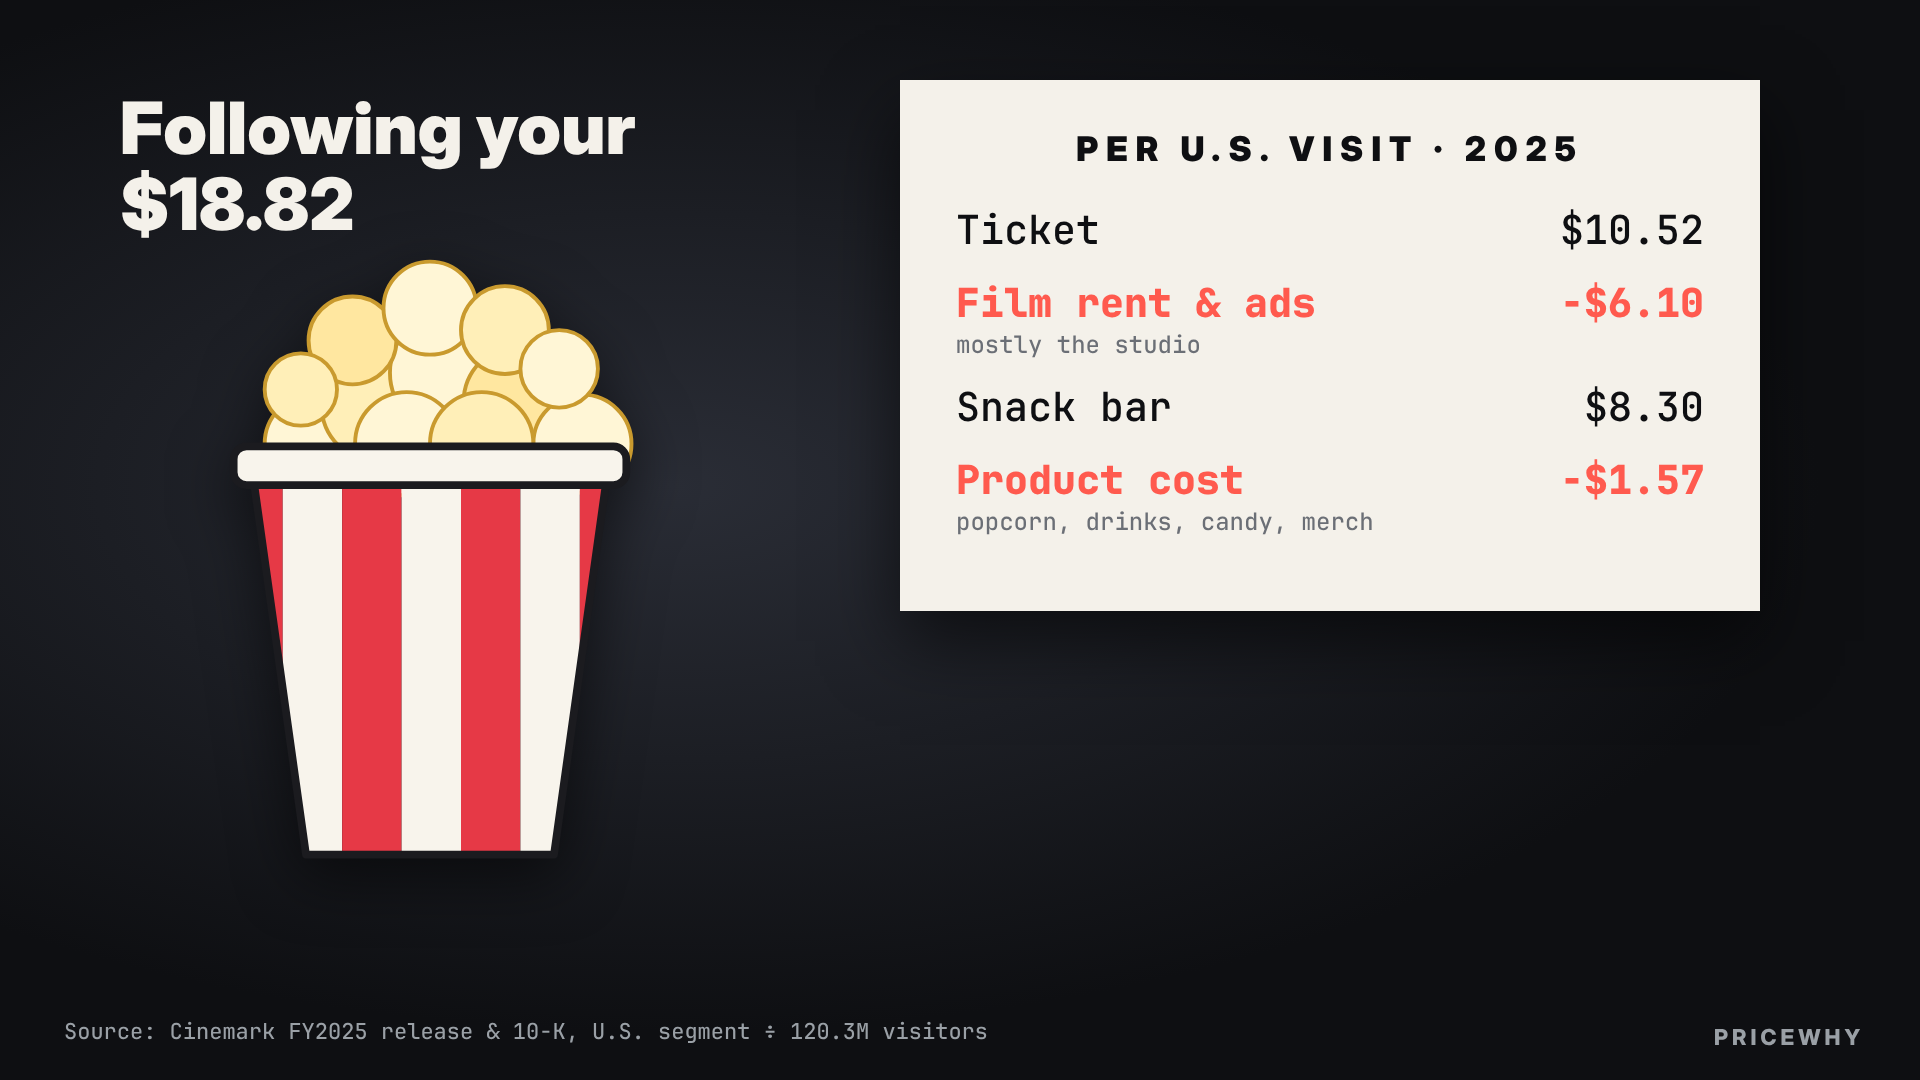 Following your
$18.82
PER U.S. VISIT · 2025
Ticket $10.52
Film rent & ads -$6.10
mostly the studio
Snack bar $8.30
Product cost -$1.57
popcorn, drinks, candy, merch
Source: Cinemark FY2025 release & 10-K, U.S. segment ÷ 120.3M visitors
PRICEWHY